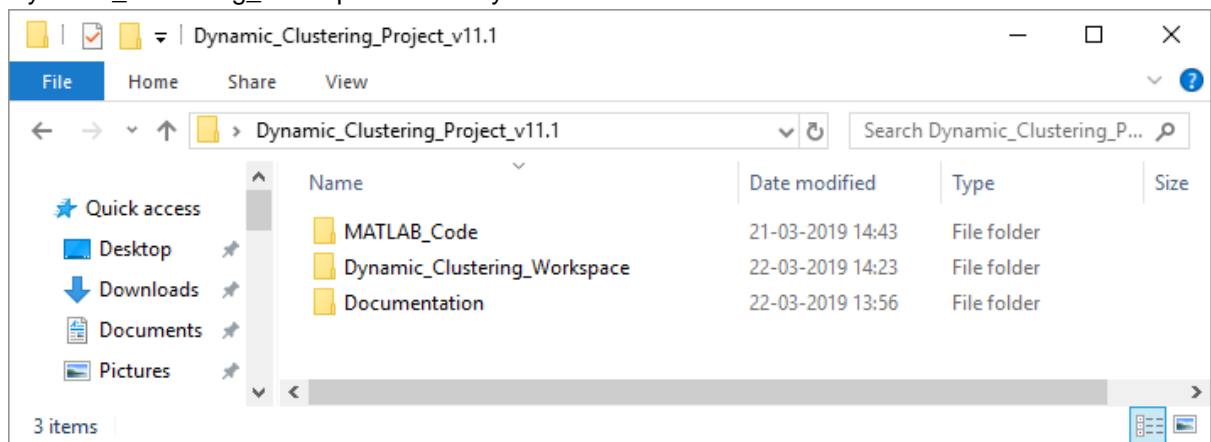 Dynamic_Clustering_Project_v11.1
File Home Share View
Dynamic_Clustering_Project_v11.1 Search Dynamic_Clustering_P...
Name Date modified Type Size
Quick access
MATLAB_Code 21-03-2019 14:43 File folder
Desktop
Dynamic_Clustering_Workspace 22-03-2019 14:23 File folder
Downloads
Documentation 22-03-2019 13:56 File folder
Documents
Pictures
3 items